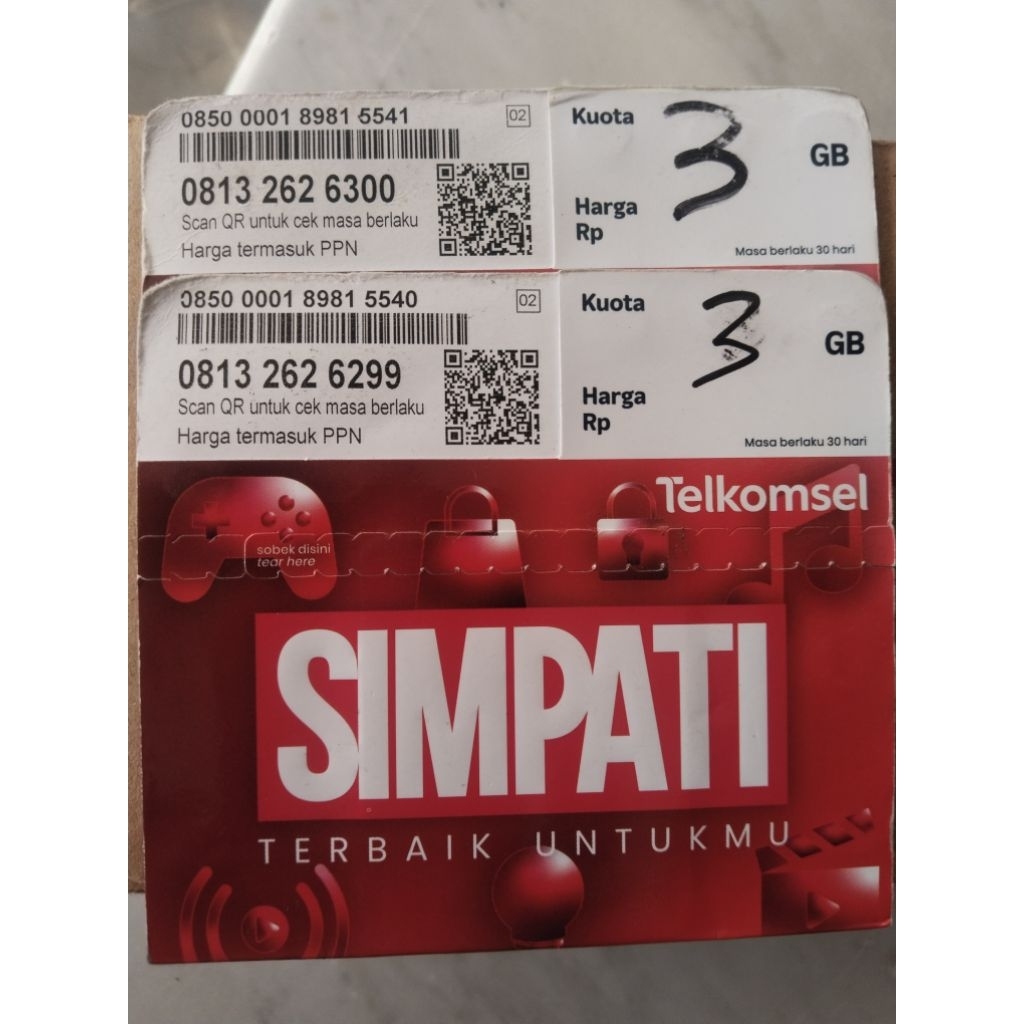 0850 0001 8981 5541
02
0813 262 6300
Scan QR untuk cek masa berlaku
Harga termasuk PPN
Kuota 3 GB
Harga
Rp
Masa berlaku 30 hari
0850 0001 8981 5540
02
0813 262 6299
Scan QR untuk cek masa berlaku
Harga termasuk PPN
Kuota 3 GB
Harga
Rp
Masa berlaku 30 hari
Telkomsel
sobek disini
tear here
SIMPATI
TERBAIK UNTUKMU